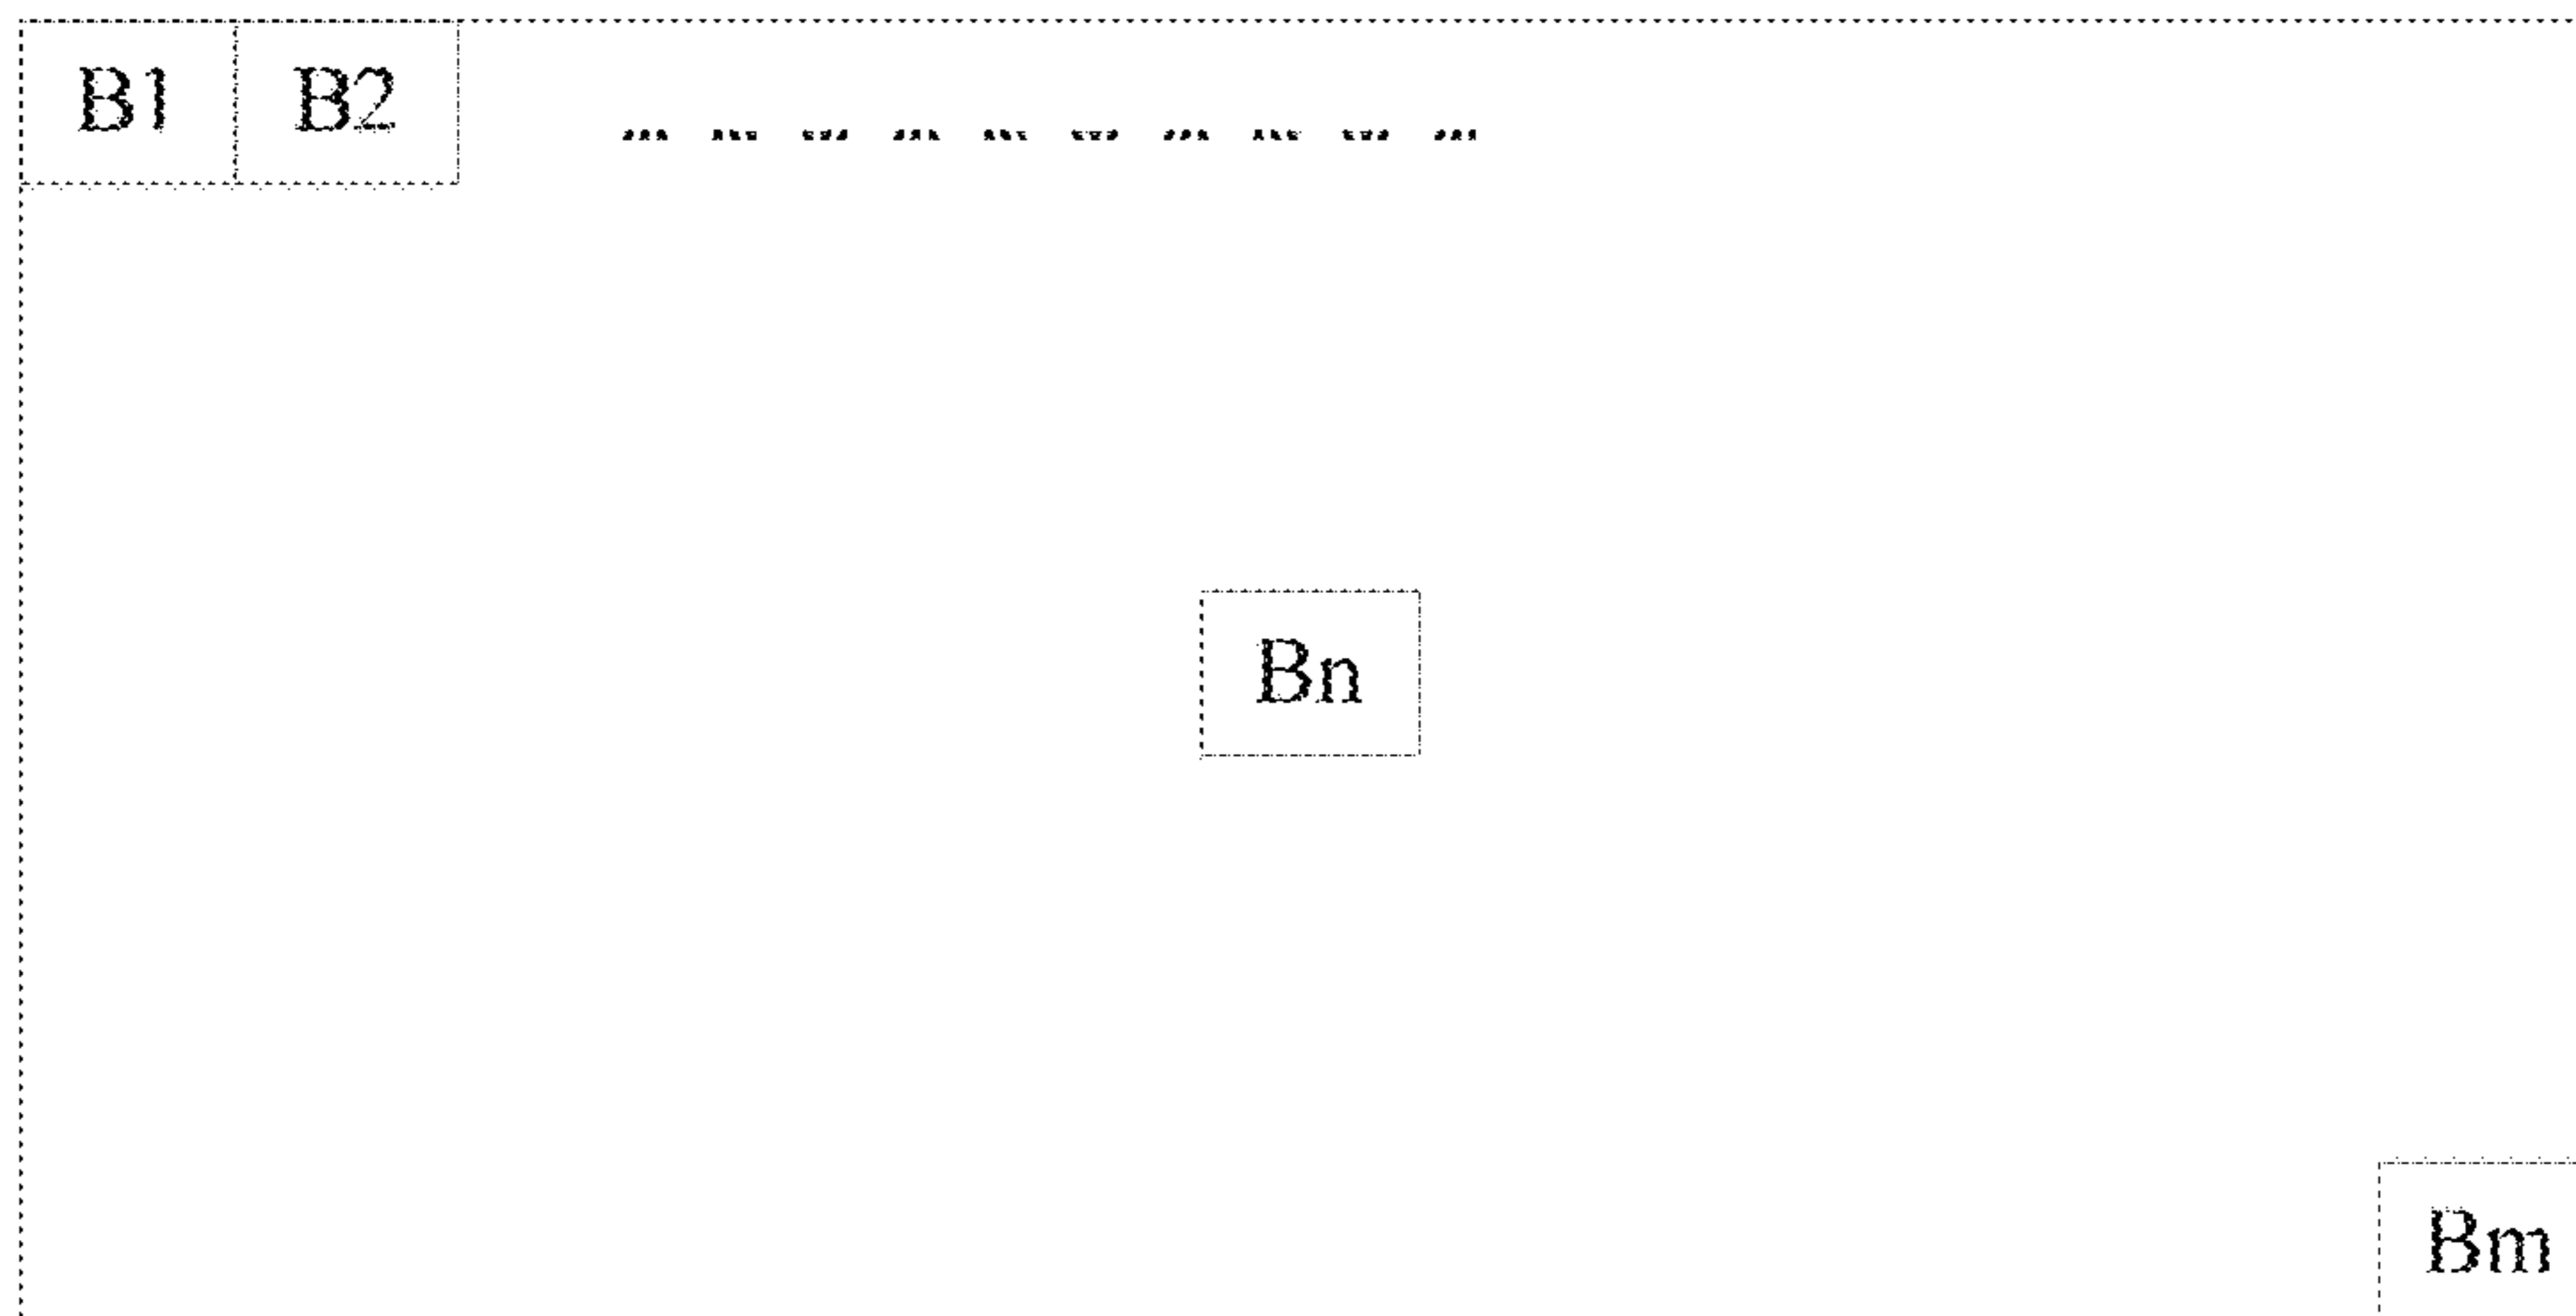 B1 B2 … … … … … … … … … …
Bn
Bm